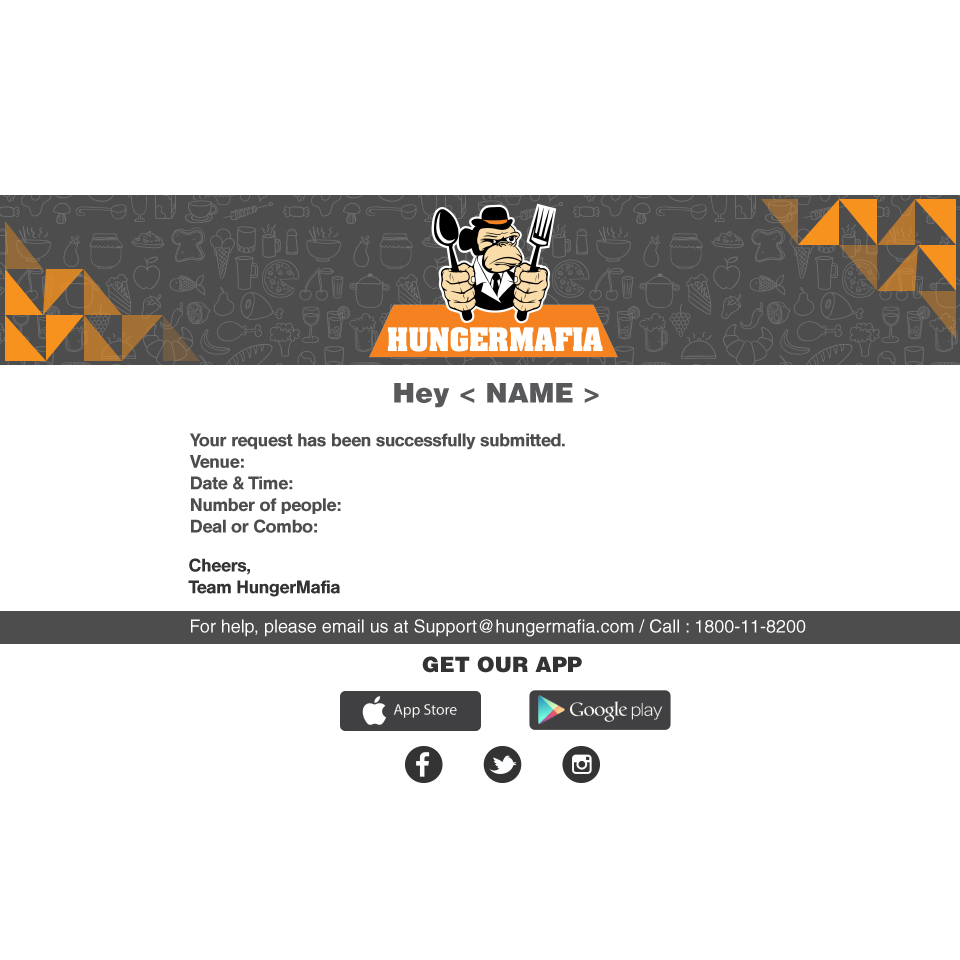 HUNGERMAFIA
Hey < NAME >
Your request has been successfully submitted.
Venue:
Date & Time:
Number of people:
Deal or Combo:
Cheers,
Team HungerMafia
For help, please email us at Support@hungermafia.com / Call : 1800-11-8200
GET OUR APP
App Store
Google play